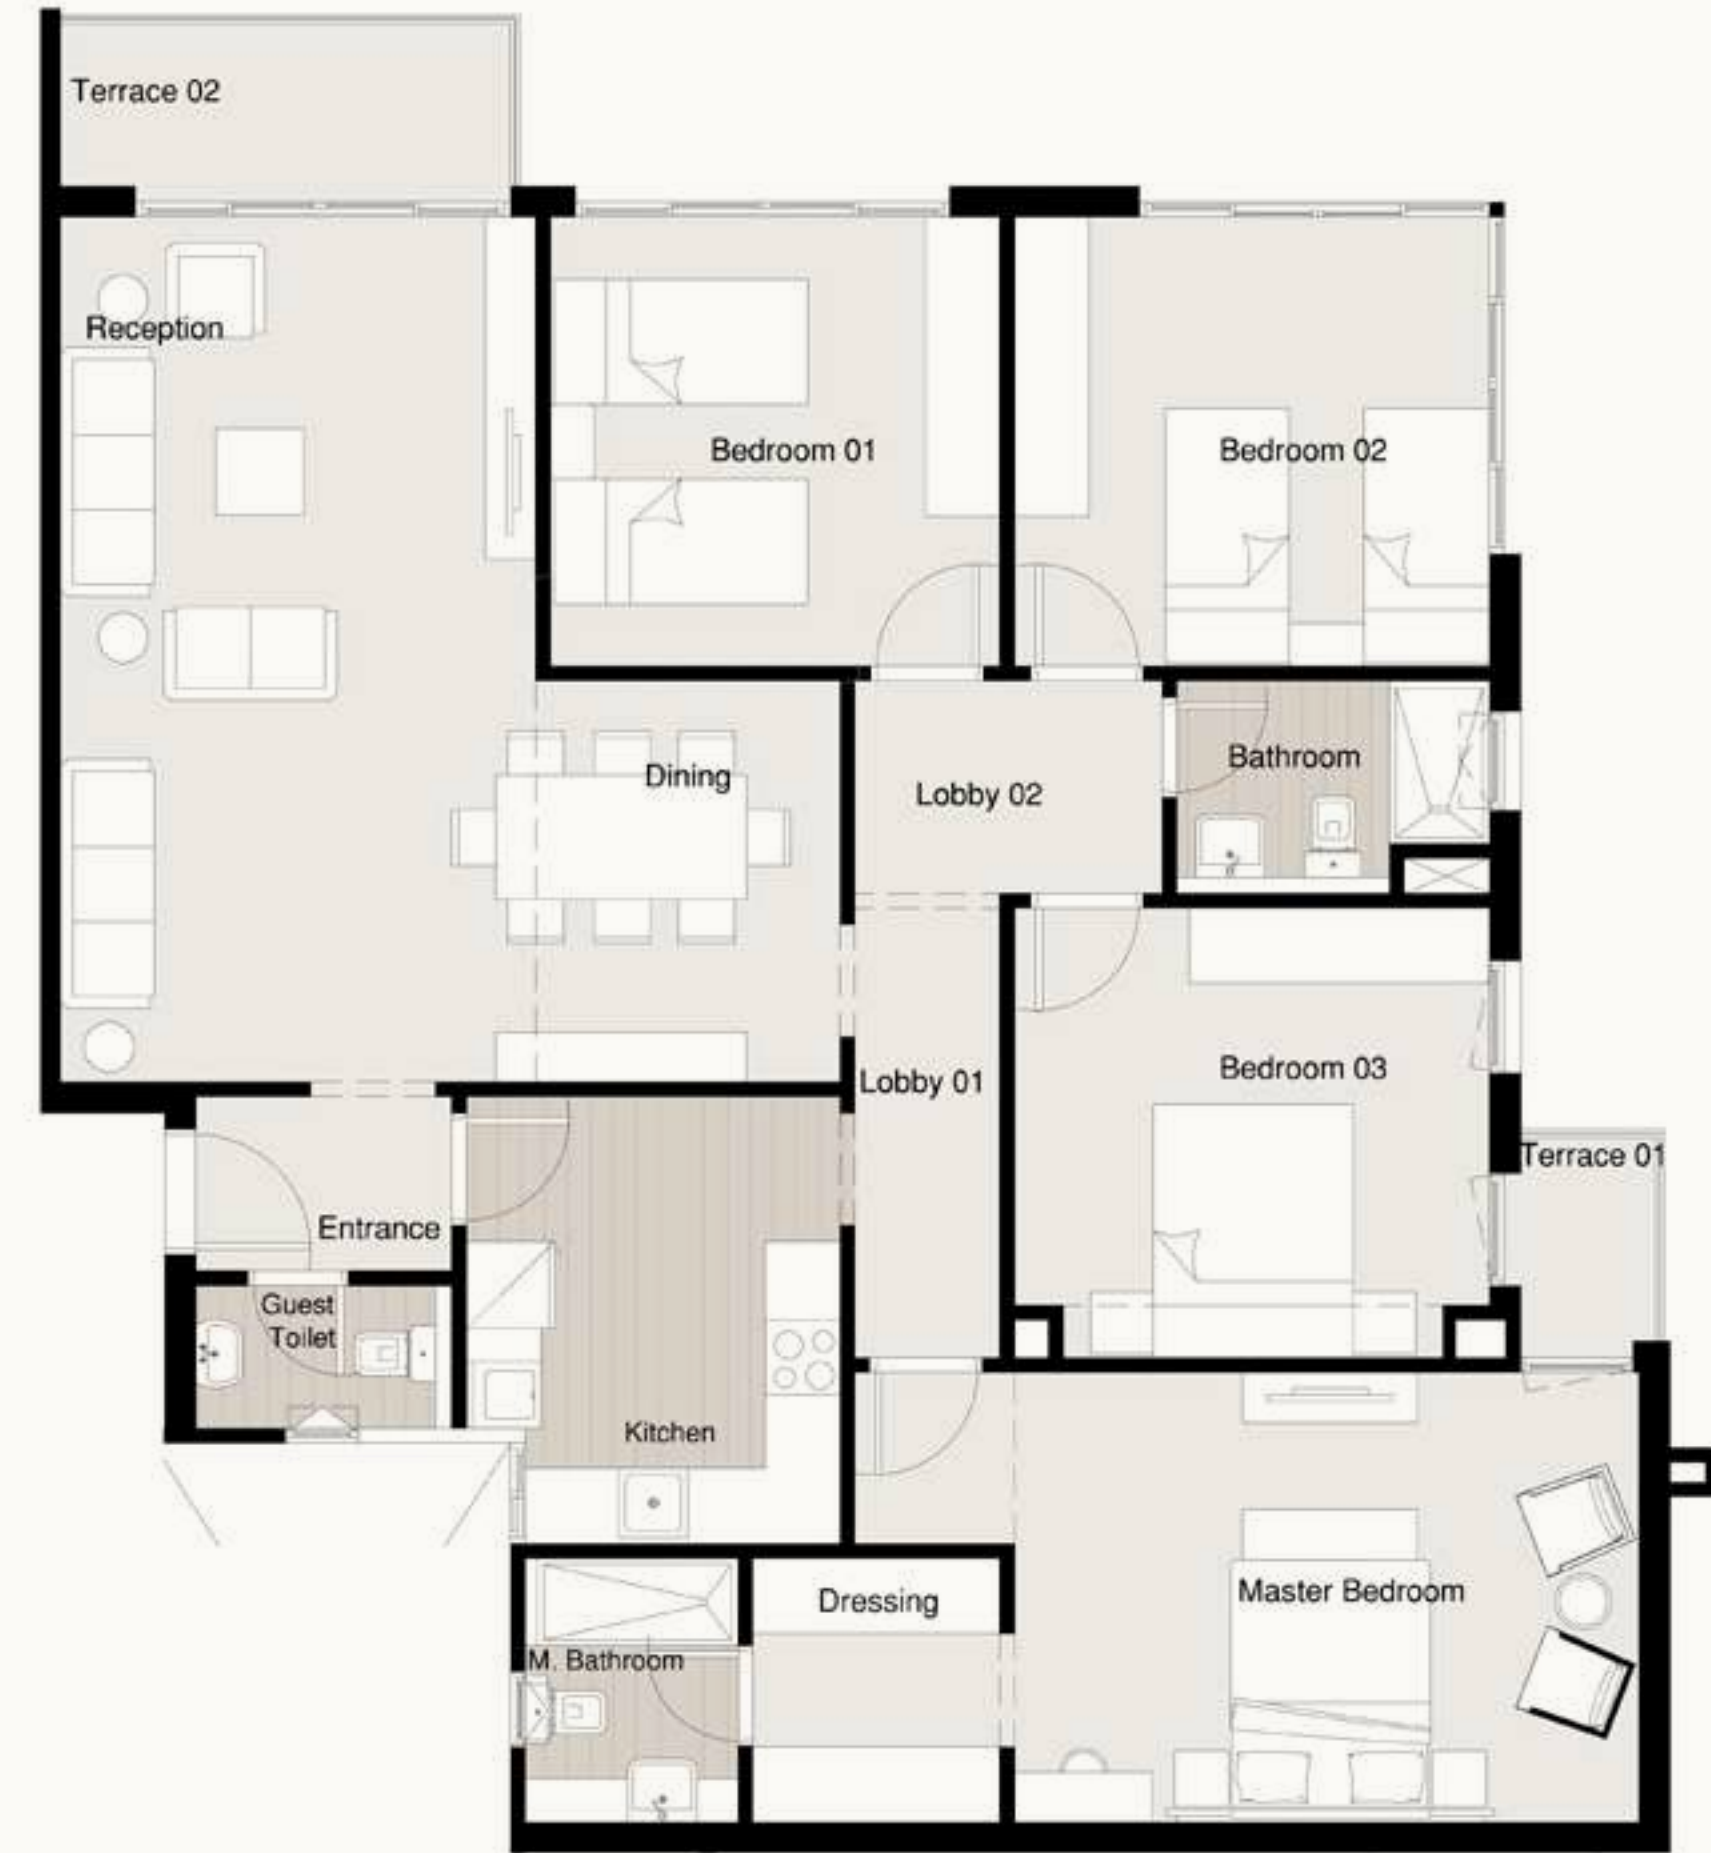 Terrace 02
Reception
Bedroom 01
Bedroom 02
Dining
Bathroom
Lobby 02
Lobby 01
Bedroom 03
Terrace 01
Entrance
Guest
Toilet
Kitchen
Master Bedroom
Dressing
M. Bathroom